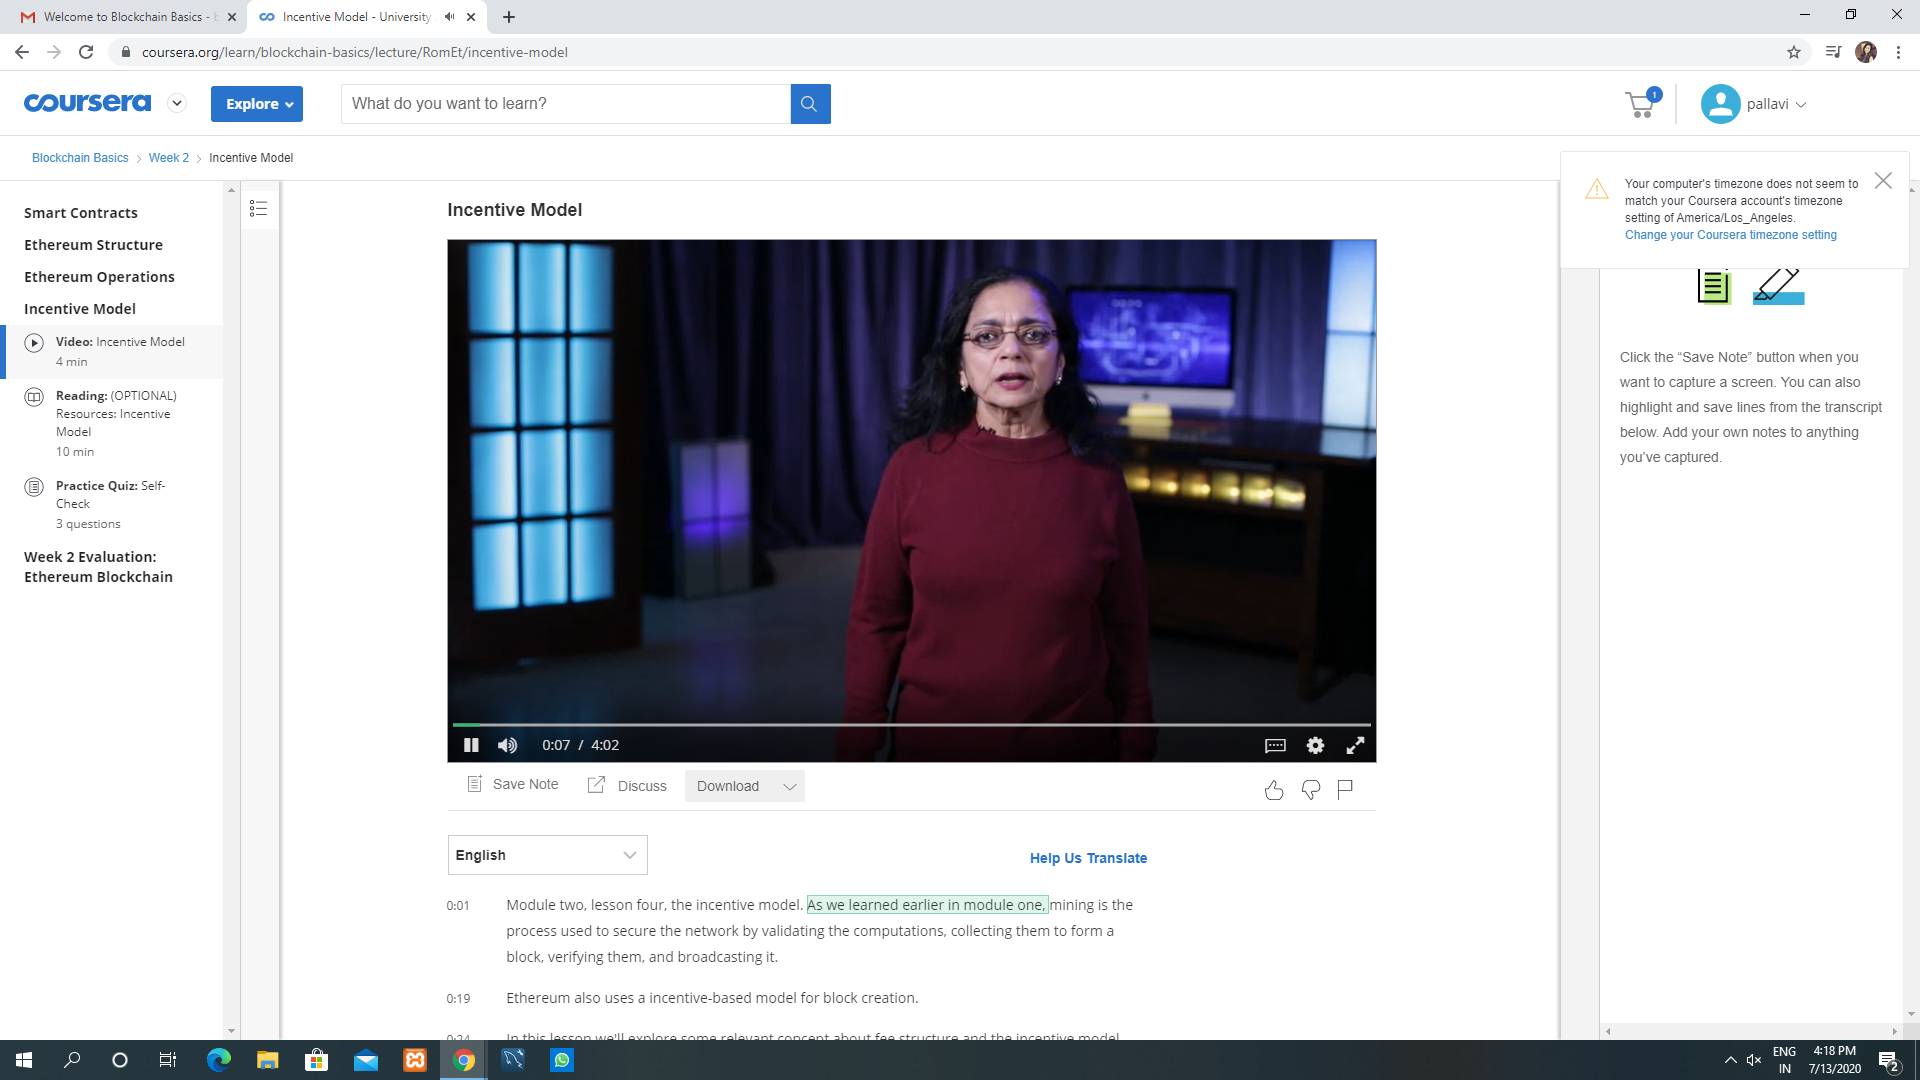 Welcome to Blockchain Basics -
Incentive Model - University
coursera.org/learn/blockchain-basics/lecture/RomEt/incentive-model
coursera
Explore
What do you want to learn?
1
pallavi
Blockchain Basics
Week 2
Incentive Model
Smart Contracts
Ethereum Structure
Ethereum Operations
Incentive Model
Video: Incentive Model
4 min
Reading: (OPTIONAL)
Resources: Incentive
Model
10 min
Practice Quiz: Self-
Check
3 questions
Week 2 Evaluation:
Ethereum Blockchain
Incentive Model
0:07 / 4:02
Save Note
Discuss
Download
English
Help Us Translate
0:01
Module two, lesson four, the incentive model. As we learned earlier in module one, mining is the
process used to secure the network by validating the computations, collecting them to form a
block, verifying them, and broadcasting it.
0:19
Ethereum also uses a incentive-based model for block creation.
0:24
In this lesson we'll explore some relevant concept about fee structure and the incentive model
Your computer's timezone does not seem to
match your Coursera account's timezone
setting of America/Los_Angeles.
Change your Coursera timezone setting
Click the “Save Note” button when you
want to capture a screen. You can also
highlight and save lines from the transcript
below. Add your own notes to anything
you’ve captured.
ENG
IN
4:18 PM
7/13/2020
2